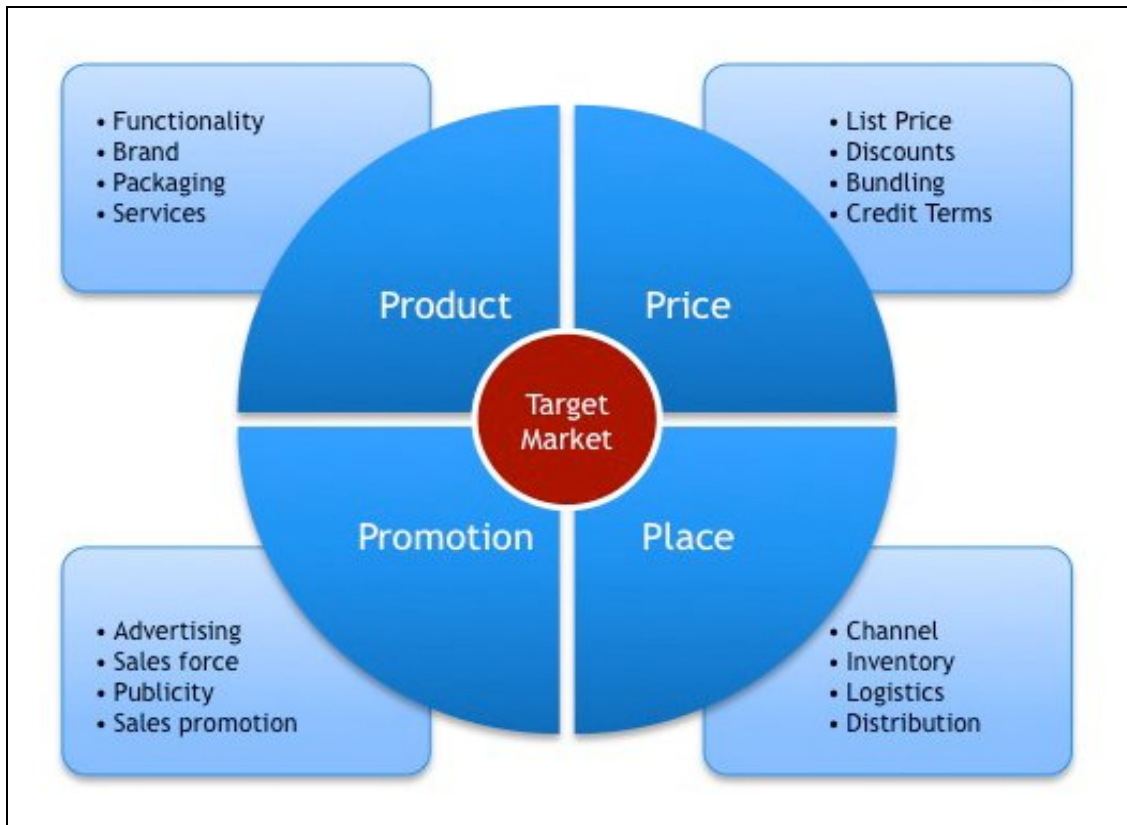 • Functionality
• Brand
• Packaging
• Services
• List Price
• Discounts
• Bundling
• Credit Terms
Product
Price
Target
Market
Promotion
Place
• Advertising
• Sales force
• Publicity
• Sales promotion
• Channel
• Inventory
• Logistics
• Distribution